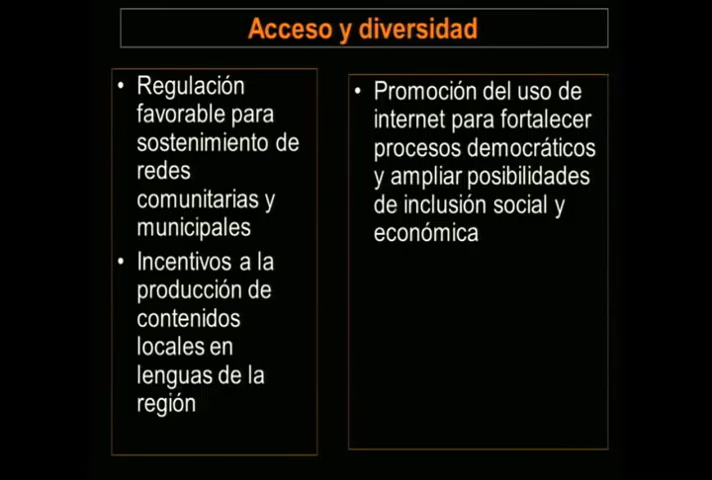 Acceso y diversidad
• Regulación
favorable para
sostenimiento de
redes
comunitarias y
municipales
• Incentivos a la
producción de
contenidos
locales en
lenguas de la
región
• Promoción del uso de
internet para fortalecer
procesos democráticos
y ampliar posibilidades
de inclusión social y
económica